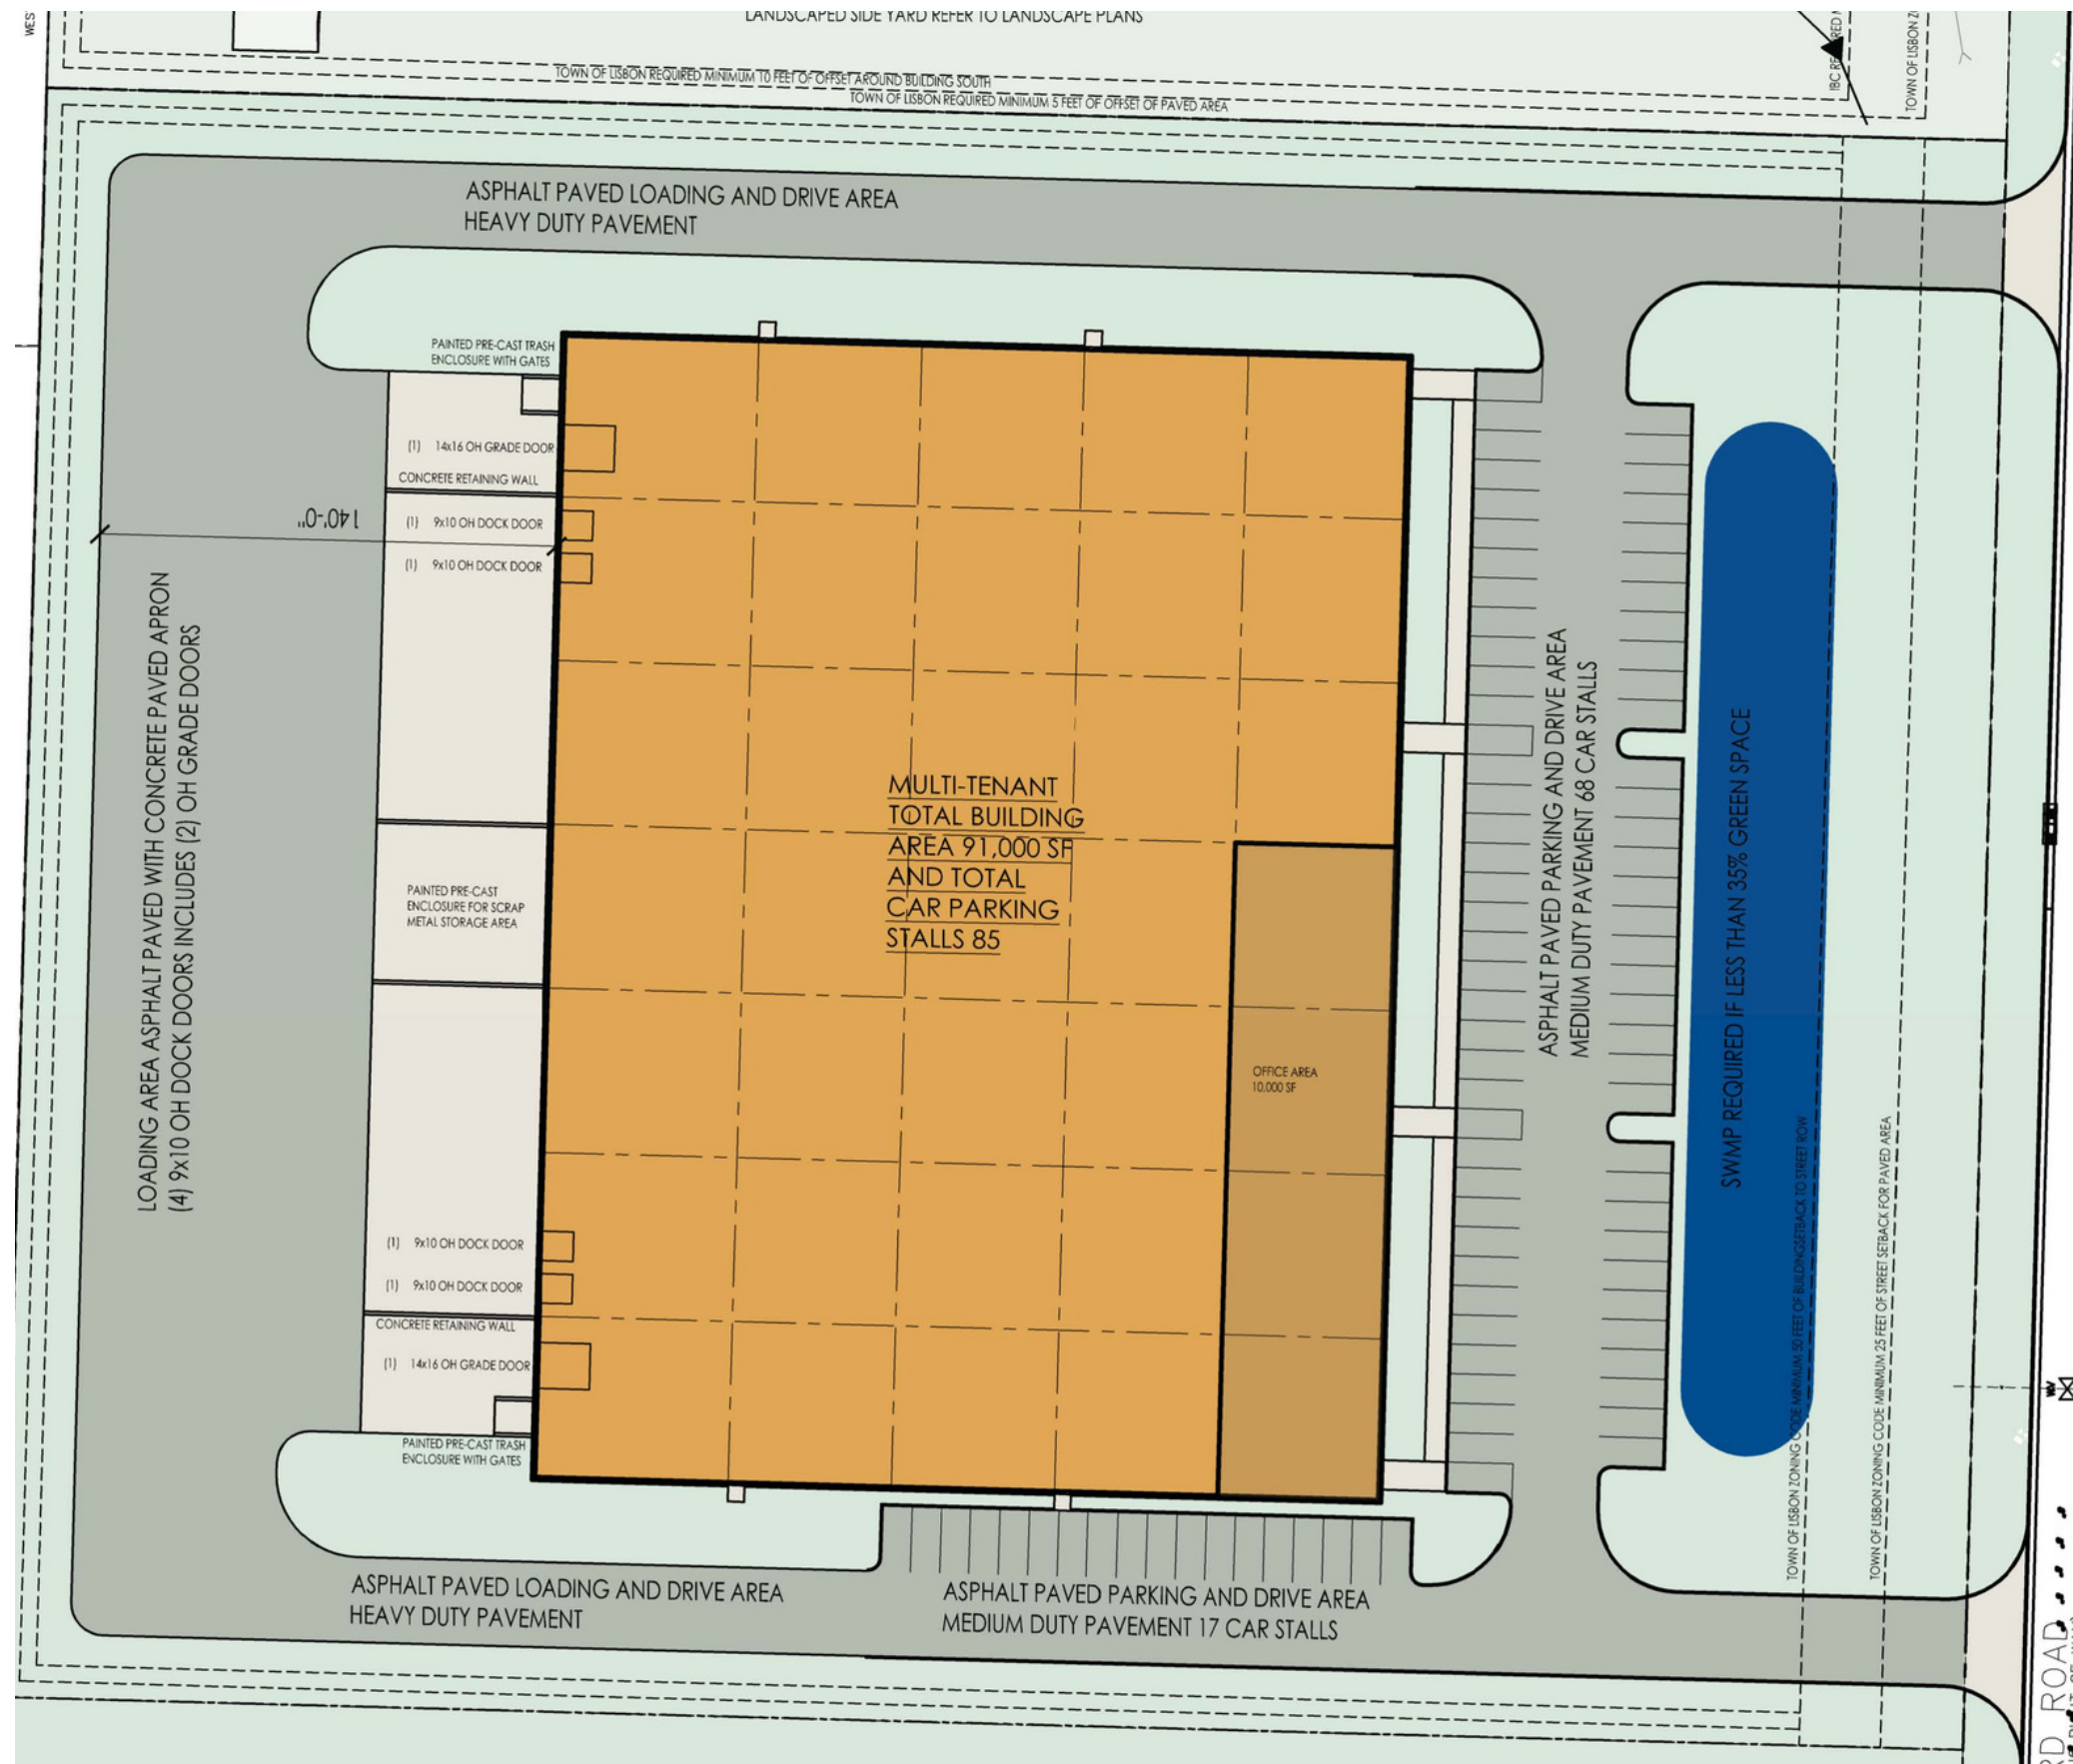 WES
LANDSCAPED SIDE YARD REFER TO LANDSCAPE PLANS
TOWN OF LISBON REQUIRED MINIMUM 10 FEET OF OFFSET AROUND BUILDING SOUTH
TOWN OF LISBON REQUIRED MINIMUM 5 FEET OF OFFSET OF PAVED AREA
IBC
TOWN OF LISBON
ASPHALT PAVED LOADING AND DRIVE AREA
HEAVY DUTY PAVEMENT
PAINTED PRE-CAST TRASH
ENCLOSURE WITH GATES
(1) 14x16 OH GRADE DOOR
CONCRETE RETAINING WALL
140'-0"
(1) 9x10 OH DOCK DOOR
(1) 9x10 OH DOCK DOOR
LOADING AREA ASPHALT PAVED WITH CONCRETE PAVED APRON
(4) 9x10 OH DOCK DOORS INCLUDES (2) OH GRADE DOORS
MULTI-TENANT
TOTAL BUILDING
AREA 91,000 SF
AND TOTAL
CAR PARKING
STALLS 85
PAINTED PRE-CAST
ENCLOSURE FOR SCRAP
METAL STORAGE AREA
OFFICE AREA
10,000 SF
ASPHALT PAVED PARKING AND DRIVE AREA
MEDIUM DUTY PAVEMENT 68 CAR STALLS
SWMP REQUIRED IF LESS THAN 35% GREEN SPACE
TOWN OF LISBON ZONING CODE MINIMUM 50 FEET OF BUILDINGSETBACK TO STREET ROW
TOWN OF LISBON ZONING CODE MINIMUM 25 FEET OF STREET SETBACK FOR PAVED AREA
(1) 9x10 OH DOCK DOOR
(1) 9x10 OH DOCK DOOR
CONCRETE RETAINING WALL
(1) 14x16 OH GRADE DOOR
PAINTED PRE-CAST TRASH
ENCLOSURE WITH GATES
WV
ASPHALT PAVED LOADING AND DRIVE AREA
HEAVY DUTY PAVEMENT
ASPHALT PAVED PARKING AND DRIVE AREA
MEDIUM DUTY PAVEMENT 17 CAR STALLS
RD ROAD